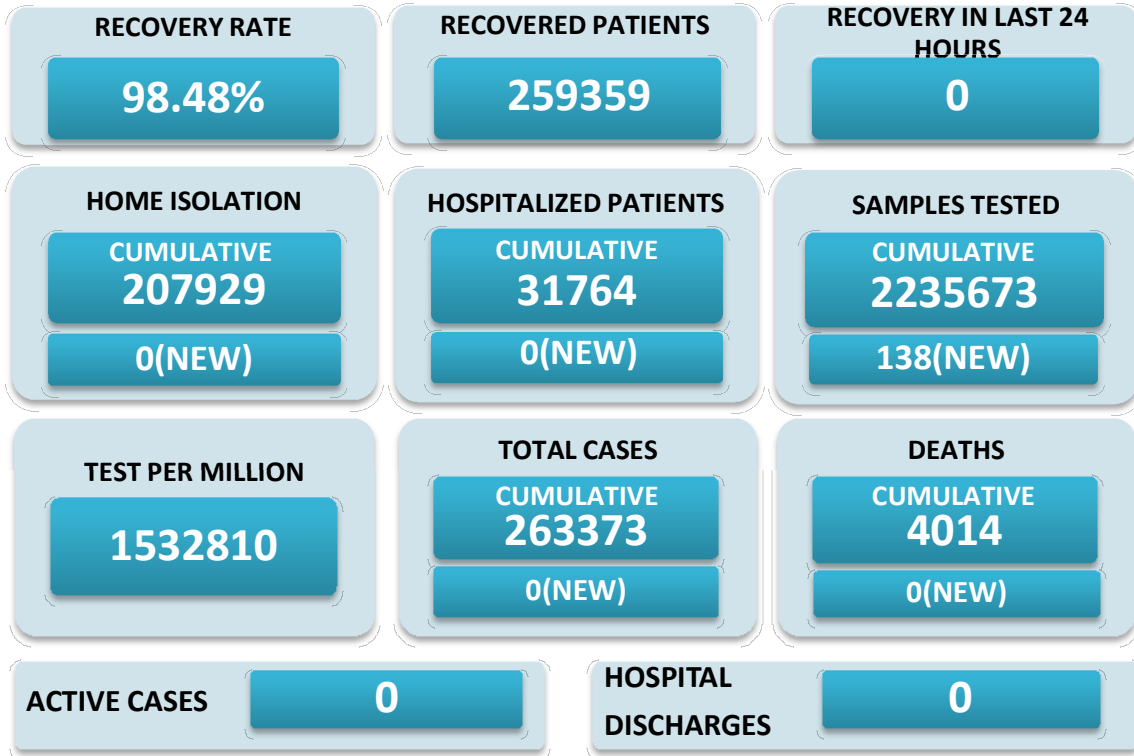 RECOVERY RATE
98.48%
RECOVERED PATIENTS
259359
RECOVERY IN LAST 24
HOURS
0
HOME ISOLATION
CUMULATIVE
207929
0(NEW)
HOSPITALIZED PATIENTS
CUMULATIVE
31764
0(NEW)
SAMPLES TESTED
CUMULATIVE
2235673
138(NEW)
TEST PER MILLION
1532810
TOTAL CASES
CUMULATIVE
263373
0(NEW)
DEATHS
CUMULATIVE
4014
0(NEW)
ACTIVE CASES
0
HOSPITAL
DISCHARGES
0